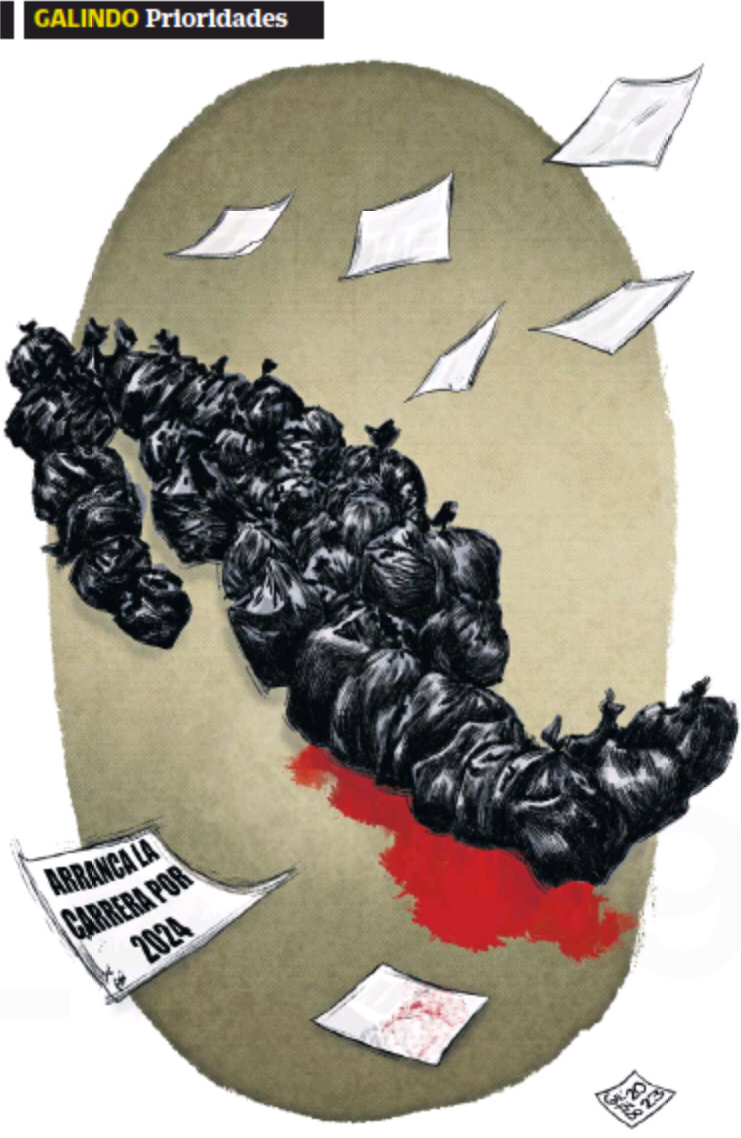 GALINDO Prioridades
ARRANCA LA
CARRERA POR
2024